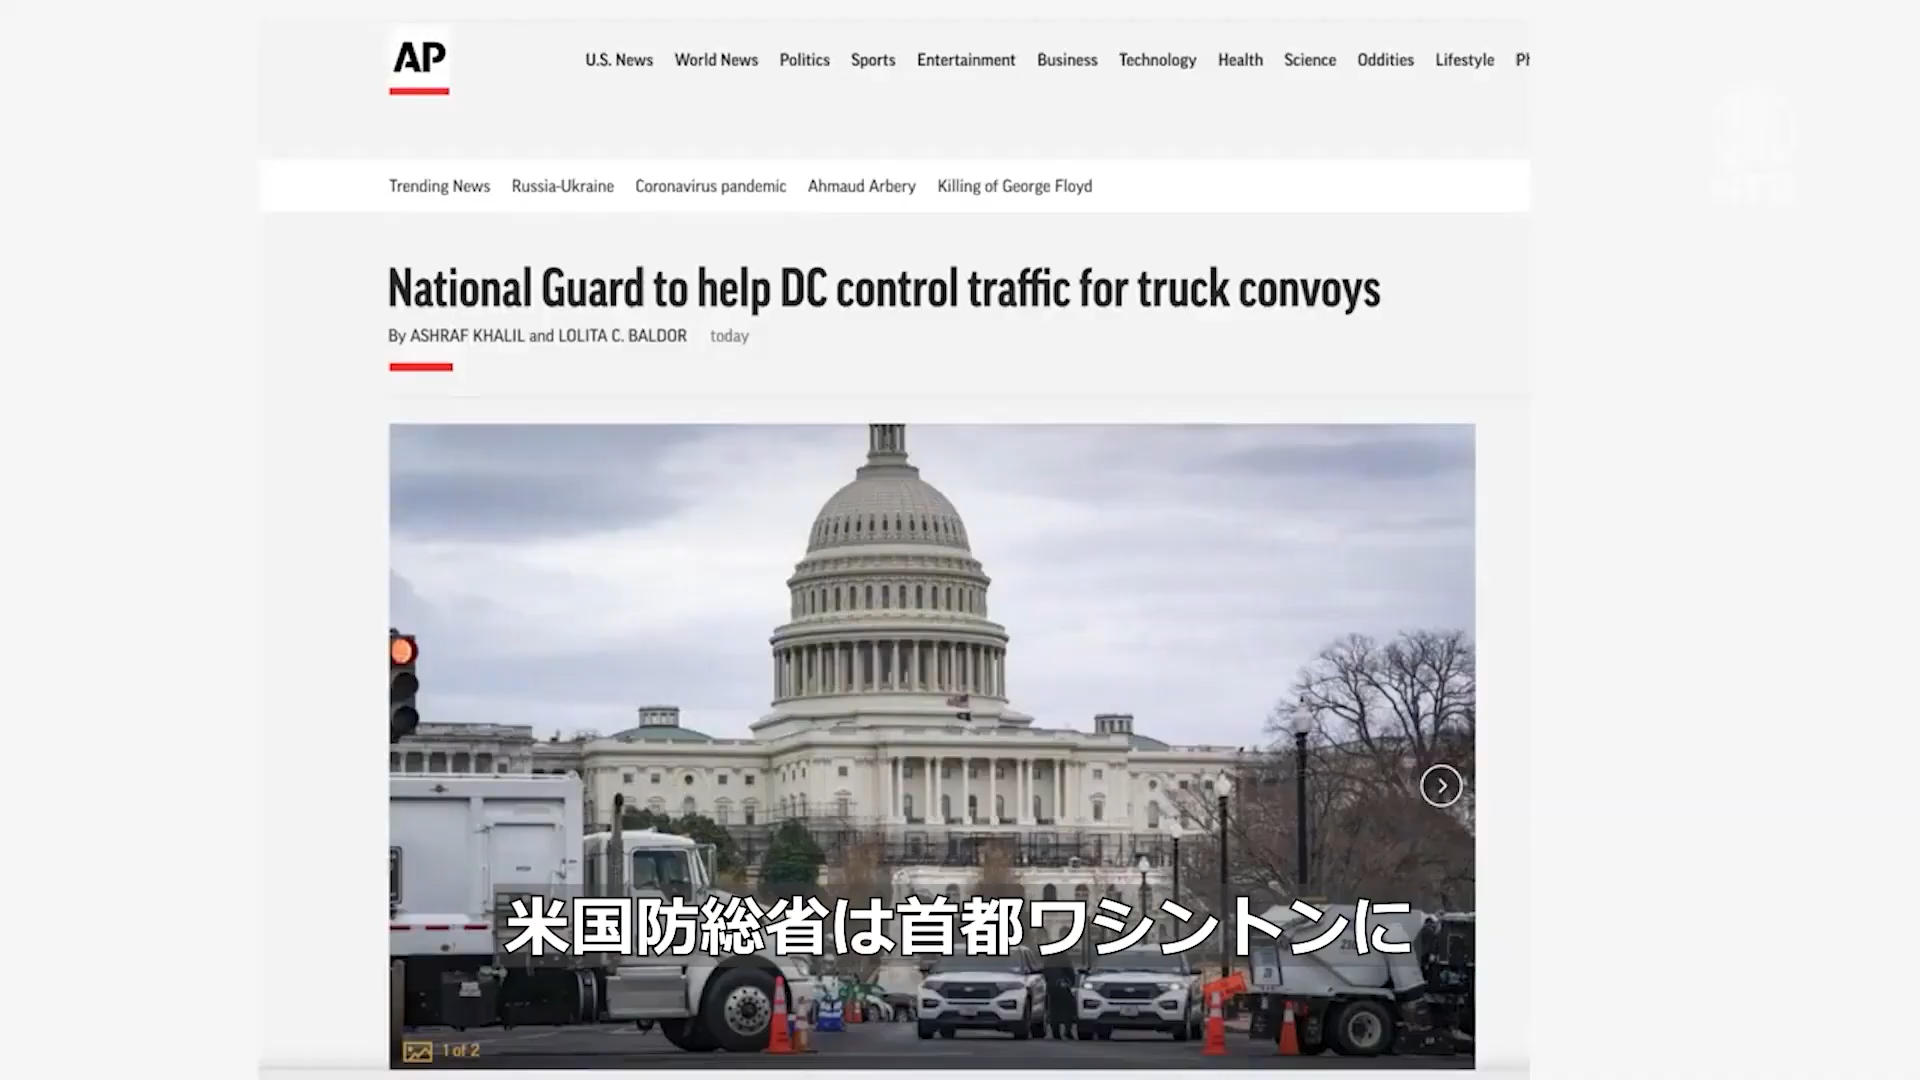 AP
U.S. News World News Politics Sports Entertainment Business Technology Health Science Oddities Lifestyle
Trending News Russia-Ukraine Coronavirus pandemic Ahmaud Arbery Killing of George Floyd
National Guard to help DC control traffic for truck convoys
By ASHRAF KHALIL and LOLITA C. BALDOR today
米国防総省は首都ワシントンに
1 of 2